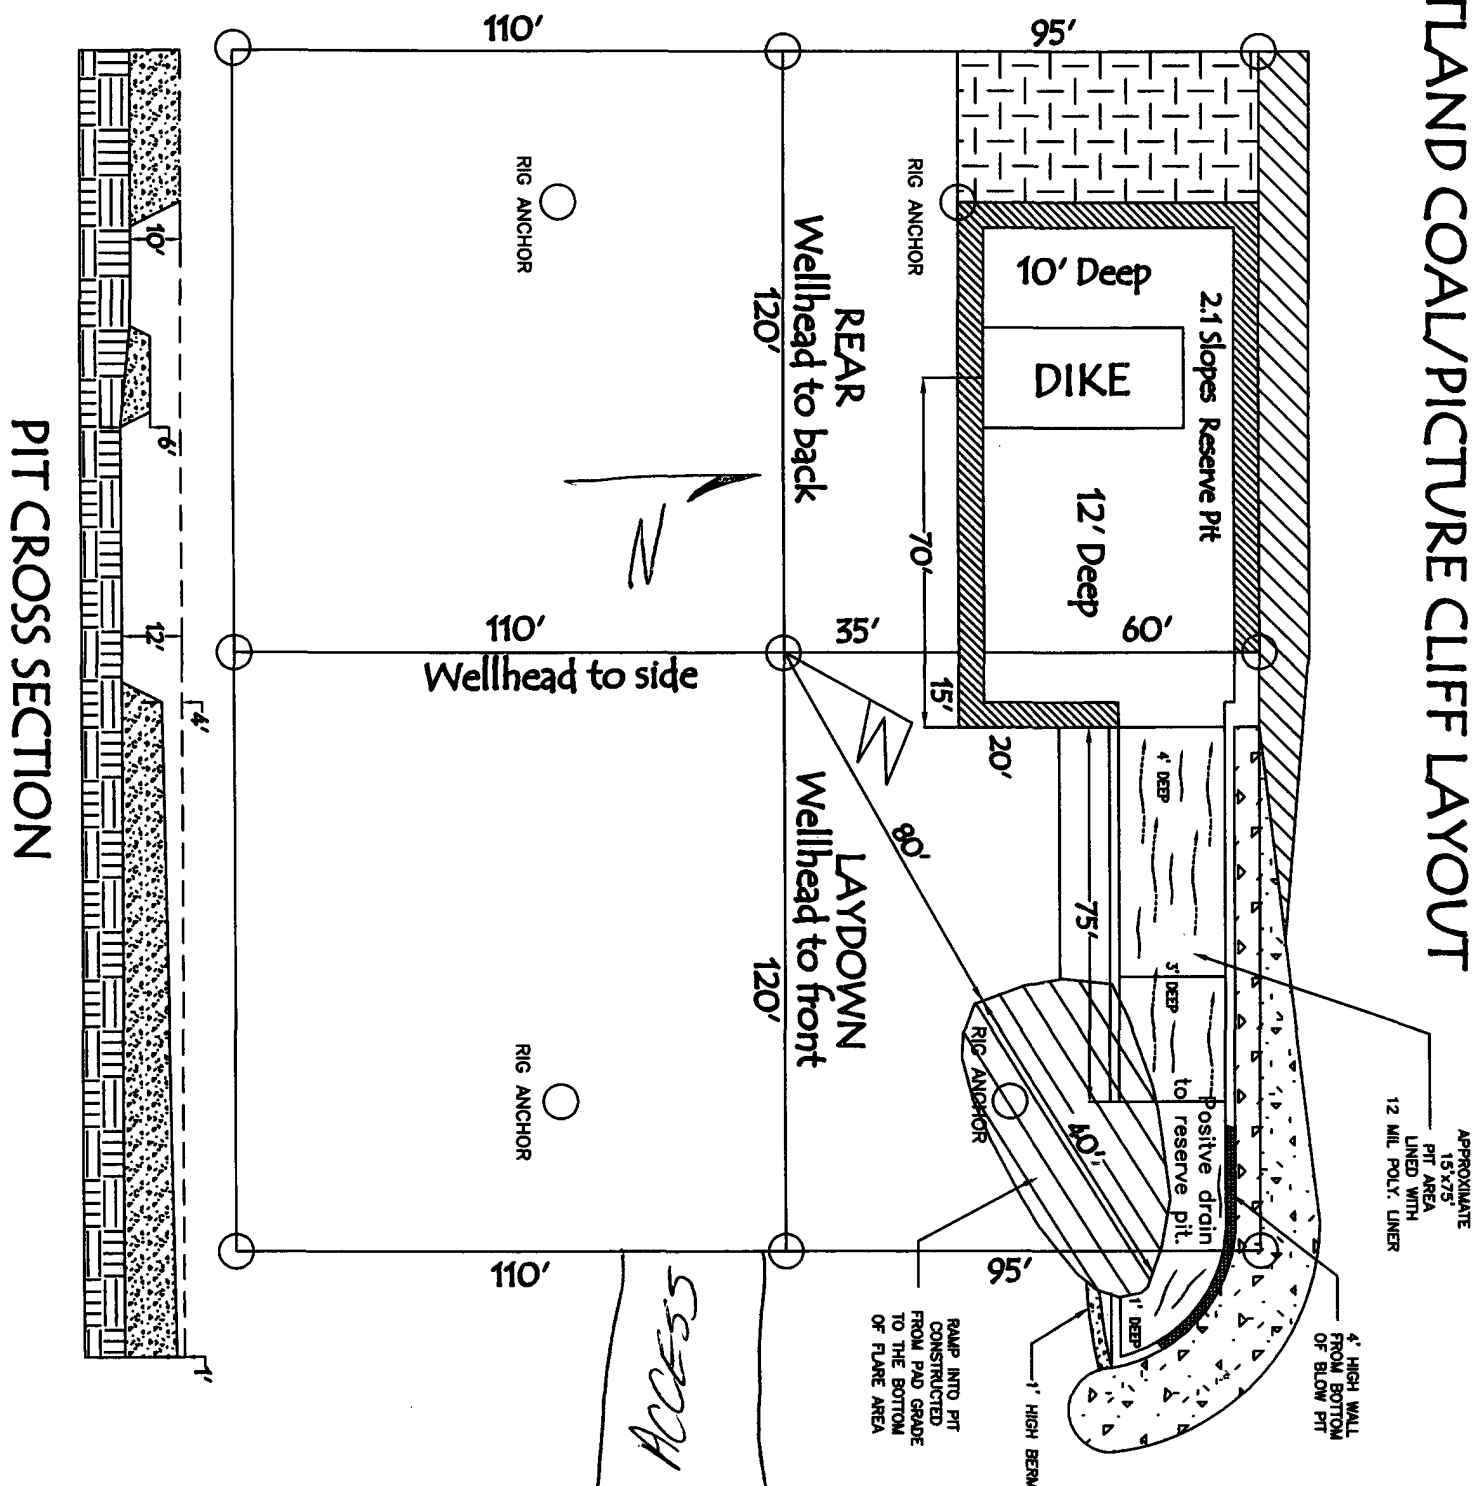 TLAND COAL/PICTURE CLIFF LAYOUT
APPROXIMATE
15'x75'
PIT AREA
LINED WITH
12 MIL POLY. LINER
4' HIGH WALL
FROM BOTTOM
OF BLOW PIT
1' HIGH BERM
95'
2.1 Slopes Reserve Pit
10' Deep
DIKE
12' Deep
60'
4' DEEP
3' DEEP
Positve drain
to reserve pit.
1' DEEP
75'
20'
15'
70'
35'
RIG ANCHOR
RIG ANCHOR
40'
80'
95'
RAMP INTO PIT
CONSTRUCTED
FROM PAD GRADE
TO THE BOTTOM
OF FLARE AREA
N
REAR
Wellhead to back
120'
LAYDOWN
Wellhead to front
120'
N
ACCESS
110'
RIG ANCHOR
110'
Wellhead to side
RIG ANCHOR
110'
10'
6'
12'
4'
1'
PIT CROSS SECTION